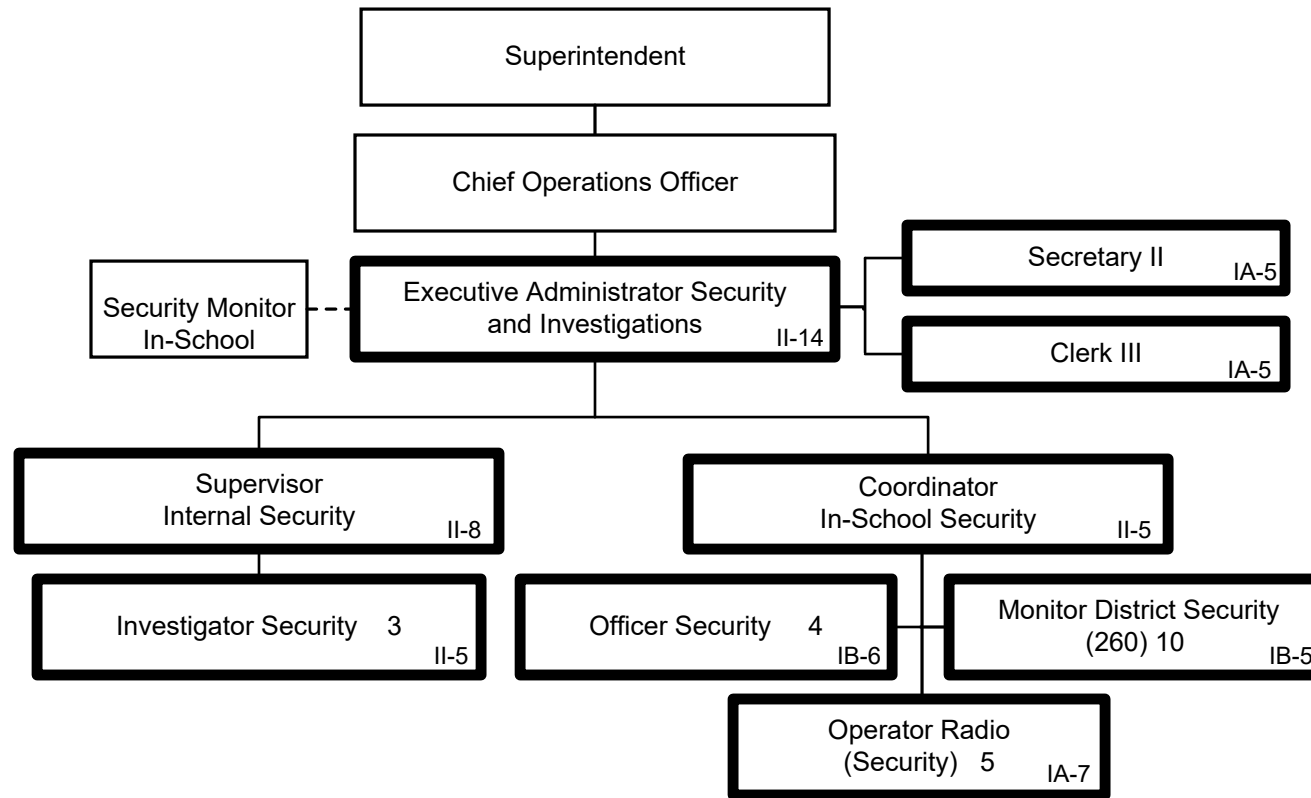 Superintendent
Chief Operations Officer
Security Monitor
In-School
Executive Administrator Security
and Investigations
II-14
Secretary II
IA-5
Clerk III
IA-5
Supervisor
Internal Security
II-8
Coordinator
In-School Security
II-5
Investigator Security 3
II-5
Officer Security 4
IB-6
Monitor District Security
(260) 10
IB-5
Operator Radio
(Security) 5
IA-7